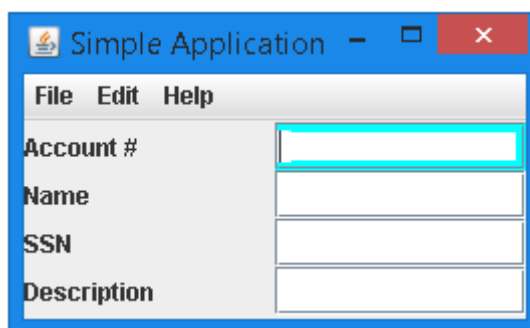 Simple Application
File Edit Help
Account #
Name
SSN
Description